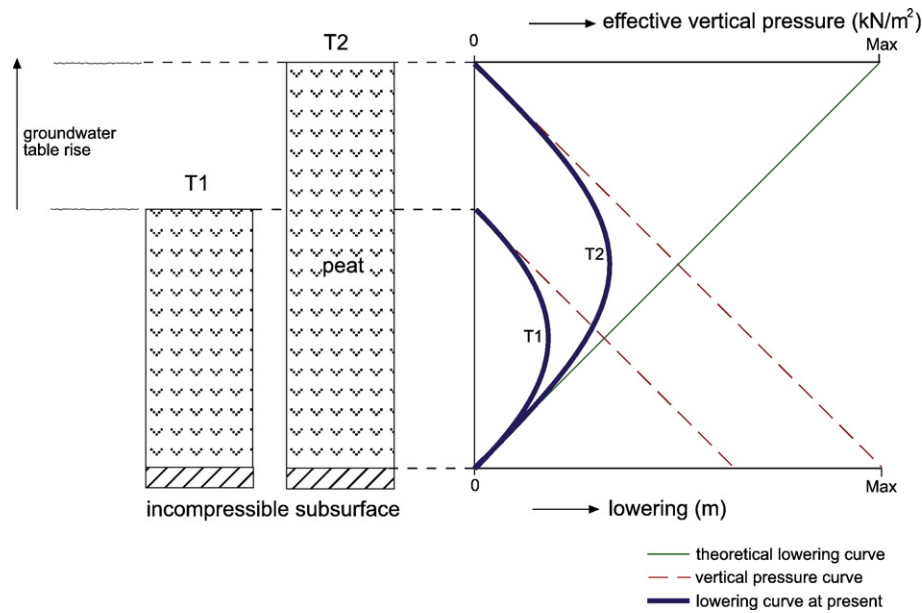 effective vertical pressure (kN/m²)
0
Max
T2
groundwater
table rise
T1
peat
T2
T1
0
Max
incompressible subsurface
lowering (m)
theoretical lowering curve
vertical pressure curve
lowering curve at present